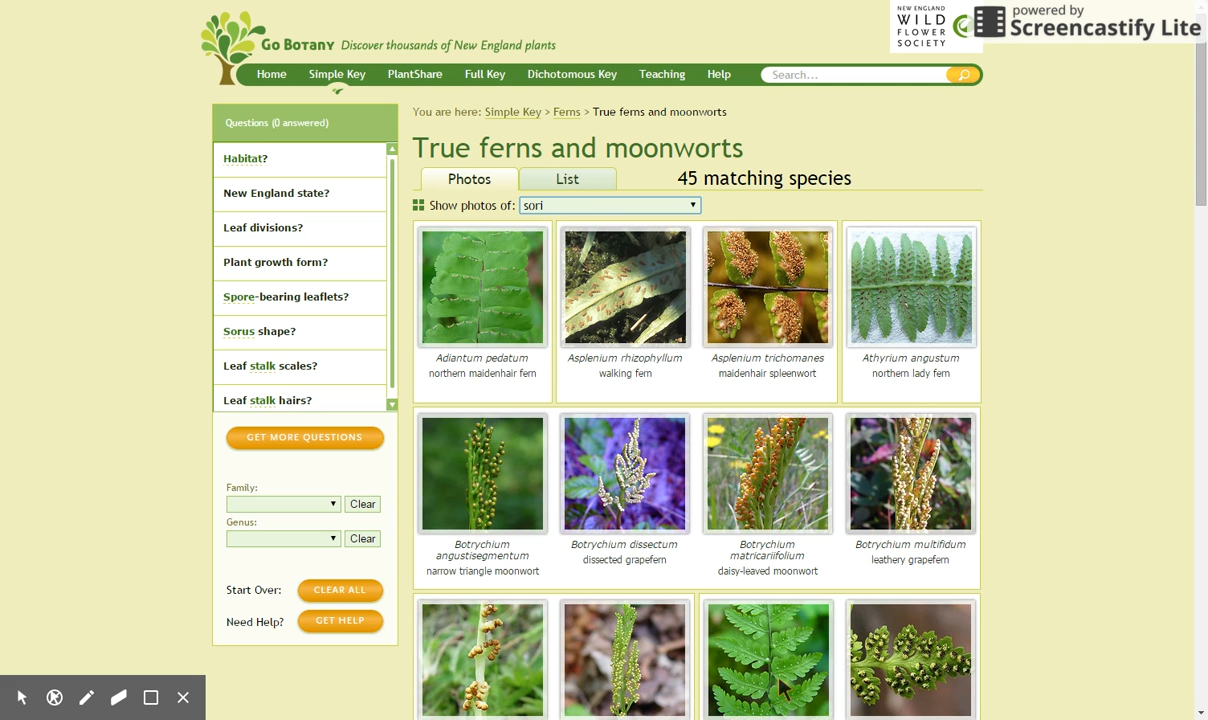 powered by
Screencastify Lite
NEW ENGLAND
WILD
FLOWER
SOCIETY
Go Botany Discover thousands of New England plants
Home Simple Key PlantShare Full Key Dichotomous Key Teaching Help Search...
Questions (0 answered)
Habitat?
New England state?
Leaf divisions?
Plant growth form?
Spore-bearing leaflets?
Sorus shape?
Leaf stalk scales?
Leaf stalk hairs?
GET MORE QUESTIONS
Family:
Clear
Genus:
Clear
Start Over: CLEAR ALL
Need Help? GET HELP
You are here: Simple Key > Ferns > True ferns and moonworts
True ferns and moonworts
Photos List 45 matching species
Show photos of: sori
Adiantum pedatum
northern maidenhair fern
Asplenium rhizophyllum
walking fern
Asplenium trichomanes
maidenhair spleenwort
Athyrium angustum
northern lady fern
Botrychium
angustisegmentum
narrow triangle moonwort
Botrychium dissectum
dissected grapefern
Botrychium
matricariifolium
daisy-leaved moonwort
Botrychium multifidum
leathery grapefern